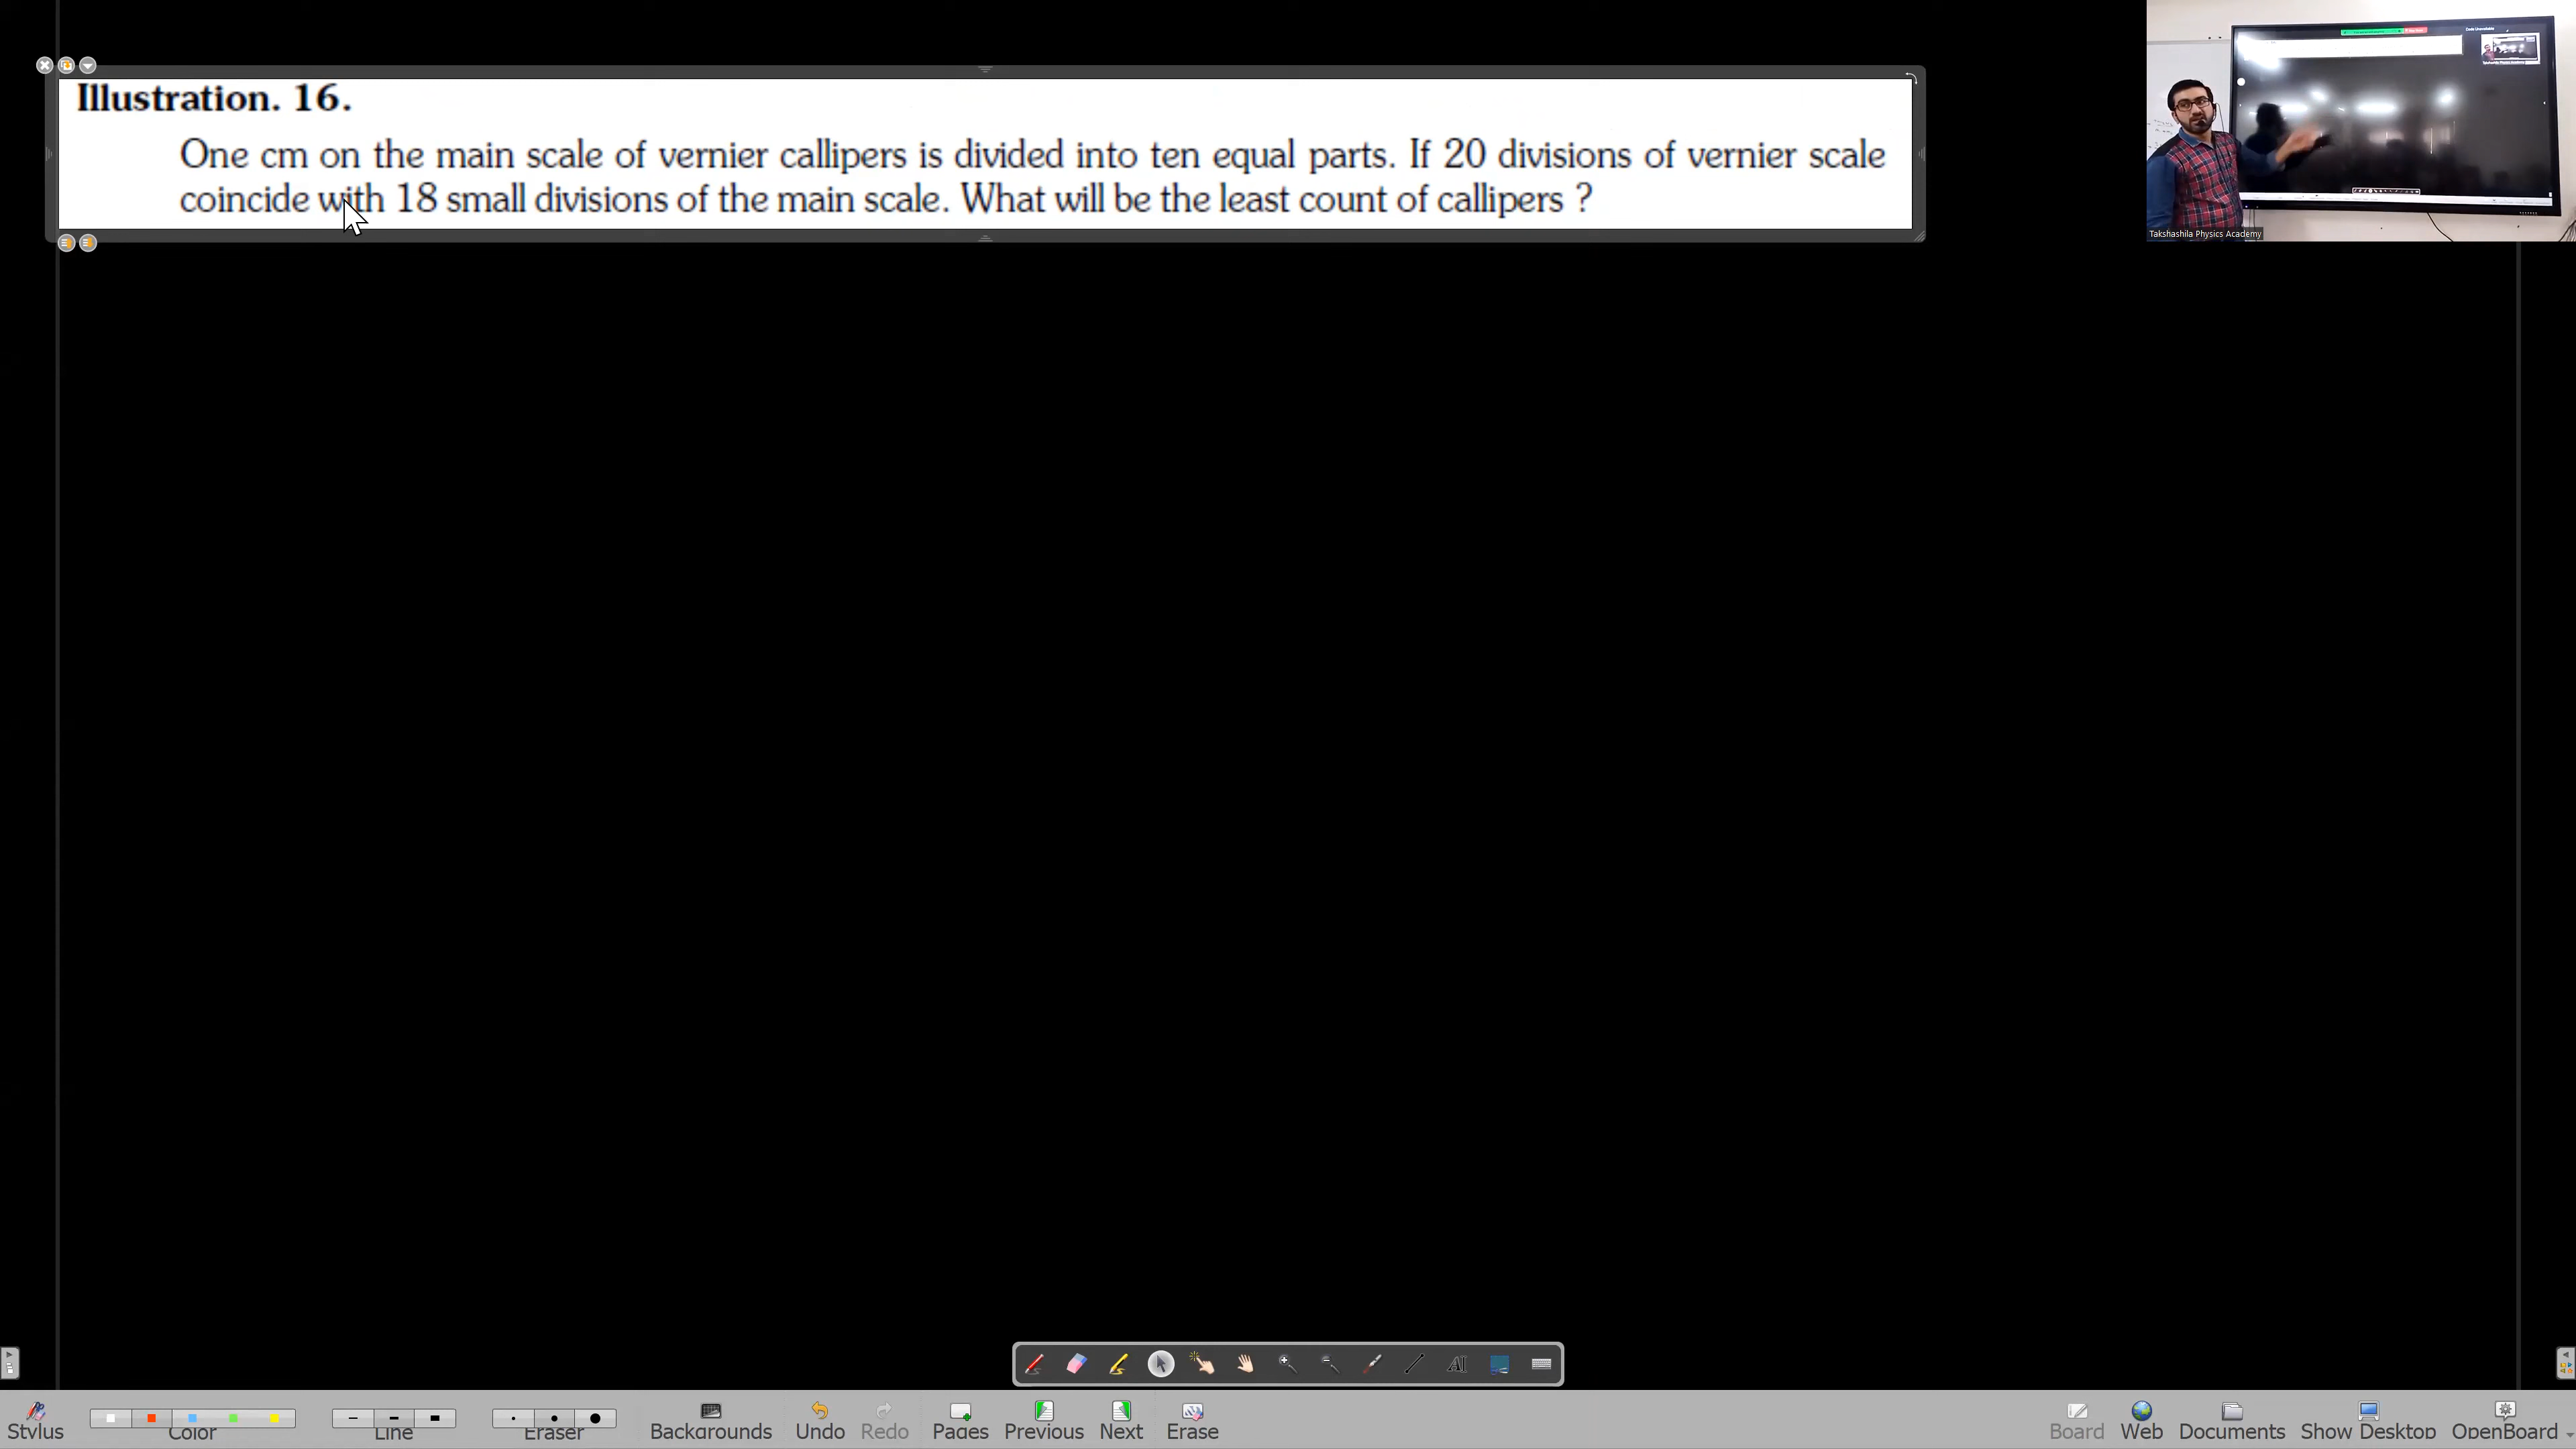 Illustration. 16.
One cm on the main scale of vernier callipers is divided into ten equal parts. If 20 divisions of vernier scale
coincide with 18 small divisions of the main scale. What will be the least count of callipers ?
Takshashila Physics Academy
AI
Stylus Color Line Eraser Backgrounds Undo Redo Pages Previous Next Erase Board Web Documents Show Desktop OpenBoard